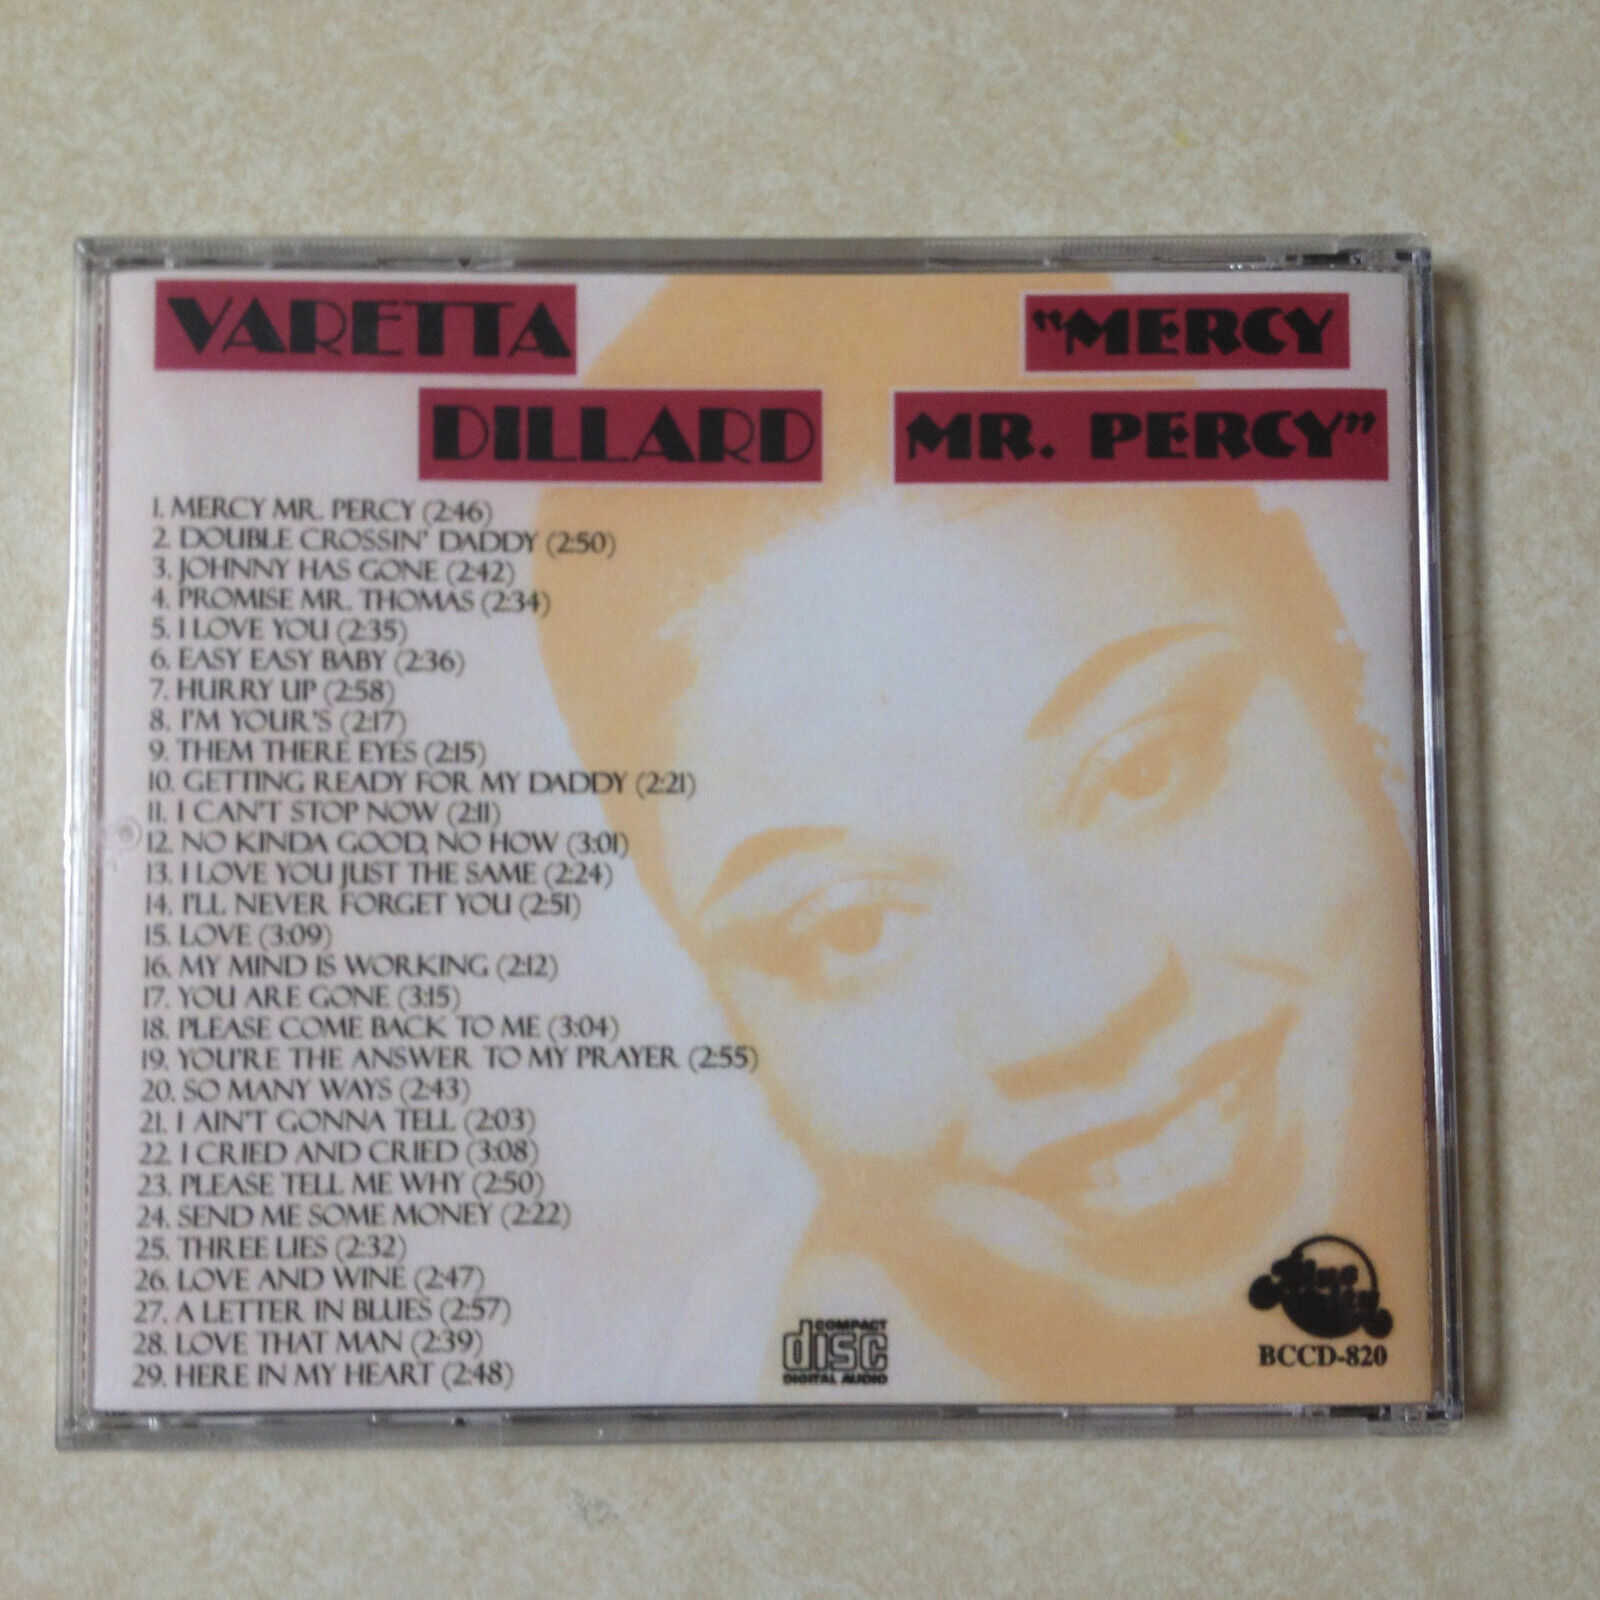 VARETTA
DILLARD
"MERCY
MR. PERCY"
1. MERCY MR. PERCY (2:46)
2. DOUBLE CROSSIN' DADDY (2:50)
3. JOHNNY HAS GONE (2:42)
4. PROMISE MR. THOMAS (2:34)
5. I LOVE YOU (2:35)
6. EASY EASY BABY (2:36)
7. HURRY UP (2:58)
8. I'M YOUR'S (2:17)
9. THEM THERE EYES (2:15)
10. GETTING READY FOR MY DADDY (2:21)
11. I CAN'T STOP NOW (2:11)
12. NO KINDA GOOD, NO HOW (3:01)
13. I LOVE YOU JUST THE SAME (2:24)
14. I'LL NEVER FORGET YOU (2:51)
15. LOVE (3:09)
16. MY MIND IS WORKING (2:12)
17. YOU ARE GONE (3:15)
18. PLEASE COME BACK TO ME (3:04)
19. YOU'RE THE ANSWER TO MY PRAYER (2:55)
20. SO MANY WAYS (2:43)
21. I AIN'T GONNA TELL (2:03)
22. I CRIED AND CRIED (3:08)
23. PLEASE TELL ME WHY (2:50)
24. SEND ME SOME MONEY (2:22)
25. THREE LIES (2:32)
26. LOVE AND WINE (2:47)
27. A LETTER IN BLUES (2:57)
28. LOVE THAT MAN (2:39)
29. HERE IN MY HEART (2:48)
COMPACT
disc
DIGITAL AUDIO
Blue
BCCD-820